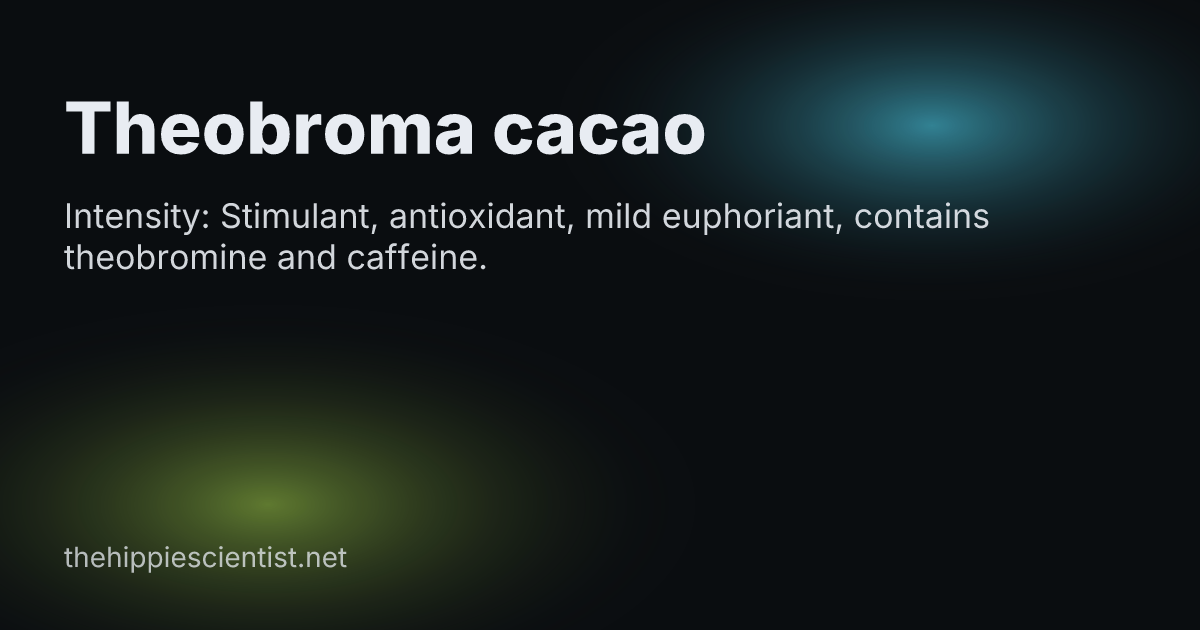 Theobroma cacao
Intensity: Stimulant, antioxidant, mild euphoriant, contains
theobromine and caffeine.
thehippiescientist.net